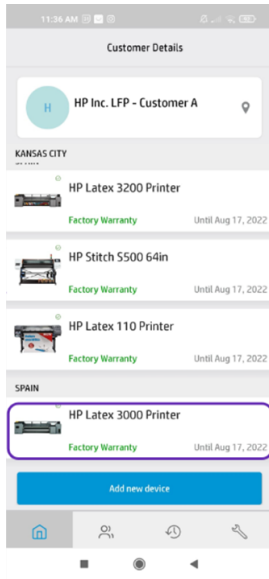 11:36 AM
Customer Details
H
HP Inc. LFP - Customer A
KANSAS CITY
HP Latex 3200 Printer
Factory Warranty Until Aug 17, 2022
HP Stitch S500 64in
Factory Warranty Until Aug 17, 2022
HP Latex 110 Printer
Factory Warranty Until Aug 17, 2022
SPAIN
HP Latex 3000 Printer
Factory Warranty Until Aug 17, 2022
Add new device